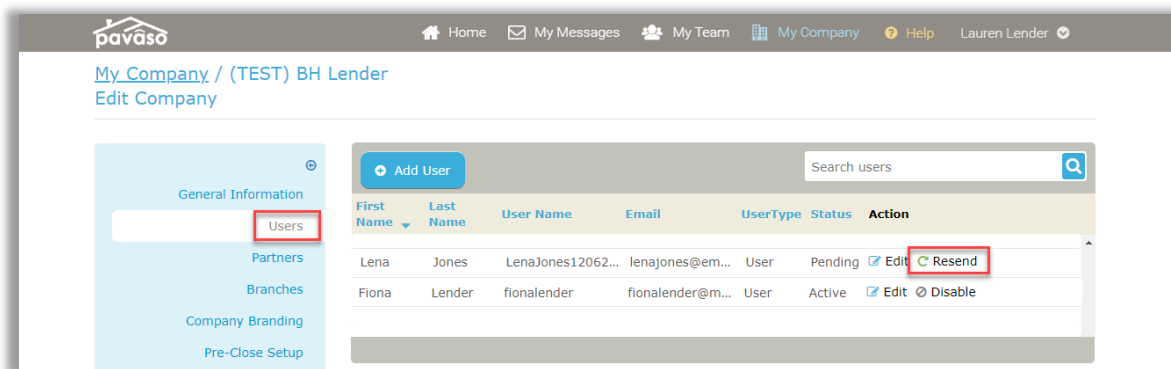 pavaso Home My Messages My Team My Company ? Help Lauren Lender
My Company / (TEST) BH Lender
Edit Company
General Information
Users
Partners
Branches
Company Branding
Pre-Close Setup
Add User Search users
First Name Last Name User Name Email UserType Status Action
Lena Jones LenaJones12062... lenajones@em... User Pending Edit Resend
Fiona Lender fionalender fionalender@m... User Active Edit Disable